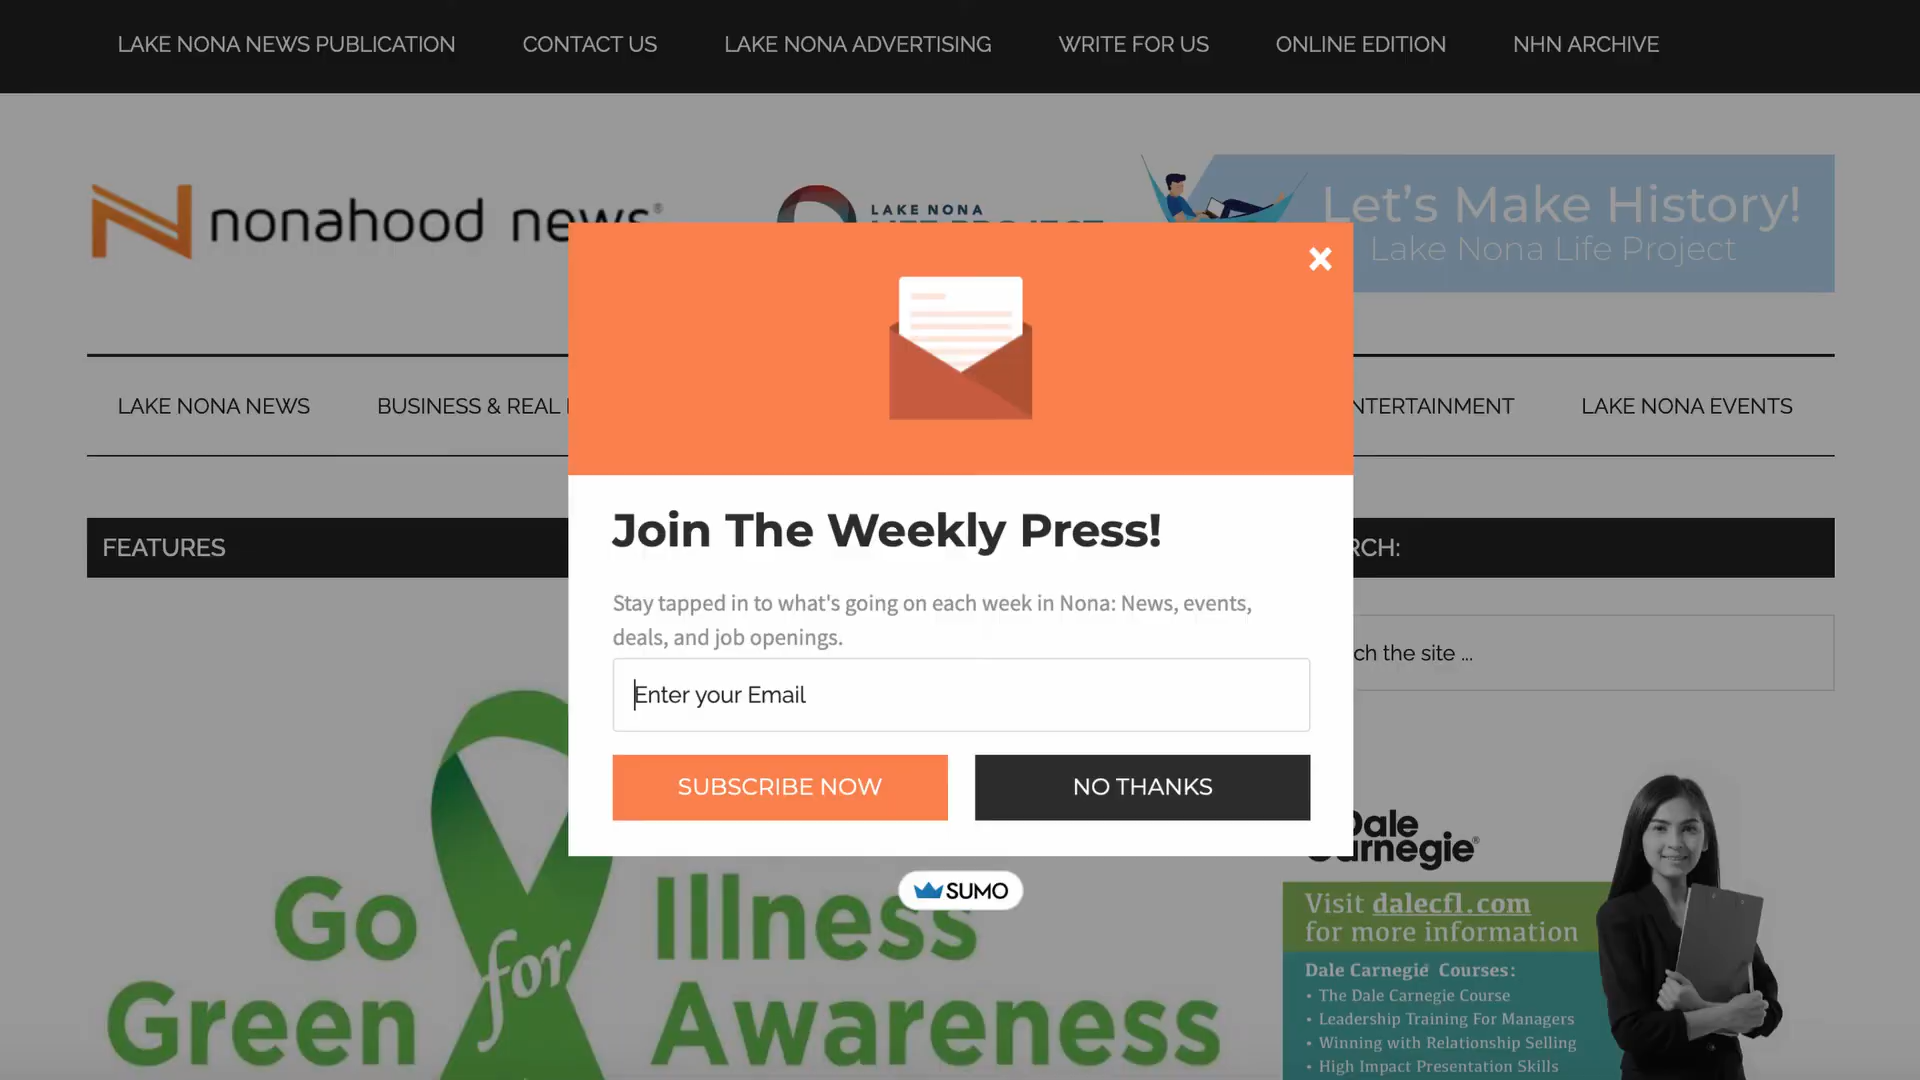 LAKE NONA NEWS PUBLICATION CONTACT US LAKE NONA ADVERTISING WRITE FOR US ONLINE EDITION NHN ARCHIVE
nonahood news®
LAKE NONA
Let's Make History!
Lake Nona Life Project
LAKE NONA NEWS BUSINESS & REAL NTERTAINMENT LAKE NONA EVENTS
Join The Weekly Press!
Stay tapped in to what's going on each week in Nona: News, events,
deals, and job openings.
Enter your Email
SUBSCRIBE NOW NO THANKS
SUMO
FEATURES
RCH:
ch the site ...
Go Green for Illness Awareness
Dale
Carnegie®
Visit dalecfl.com
for more information
Dale Carnegie Courses:
• The Dale Carnegie Course
• Leadership Training For Managers
• Winning with Relationship Selling
• High Impact Presentation Skills